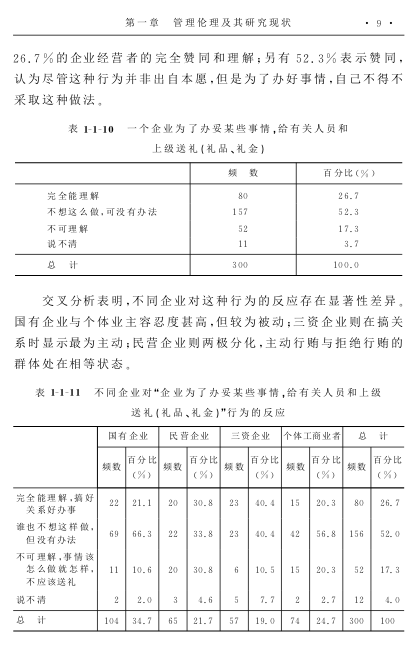 第一章 管理伦理及其研究现状 · 9 ·
26.7%的企业经营者的完全赞同和理解;另有 52.3%表示赞同,
认为尽管这种行为并非出自本愿,但是为了办好事情,自己不得不
采取这种做法。
表 1-1-10 一个企业为了办妥某些事情,给有关人员和
上级送礼(礼品、礼金)
频 数 百分比(%)
完全能理解 80 26.7
不想这么做,可没有办法 157 52.3
不可理解 52 17.3
说不清 11 3.7
总 计 300 100.0
交叉分析表明,不同企业对这种行为的反应存在显著性差异。
国有企业与个体业主容忍度甚高,但较为被动;三资企业则在搞关
系时显示最为主动;民营企业则两极分化,主动行贿与拒绝行贿的
群体处在相等状态。
表 1-1-11 不同企业对“企业为了办妥某些事情,给有关人员和上级
送礼(礼品、礼金)”行为的反应
国有企业 民营企业 三资企业 个体工商业者 总 计
频数 百分比(%) 频数 百分比(%) 频数 百分比(%) 频数 百分比(%) 频数 百分比(%)
完全能理解,搞好
关系好办事 22 21.1 20 30.8 23 40.4 15 20.3 80 26.7
谁也不想这样做,
但没有办法 69 66.3 22 33.8 23 40.4 42 56.8 156 52.0
不可理解,事情该
怎么做就怎样,
不应该送礼 11 10.6 20 30.8 6 10.5 15 20.3 52 17.3
说不清 2 2.0 3 4.6 5 7.7 2 2.7 12 4.0
总 计 104 34.7 65 21.7 57 19.0 74 24.7 300 100